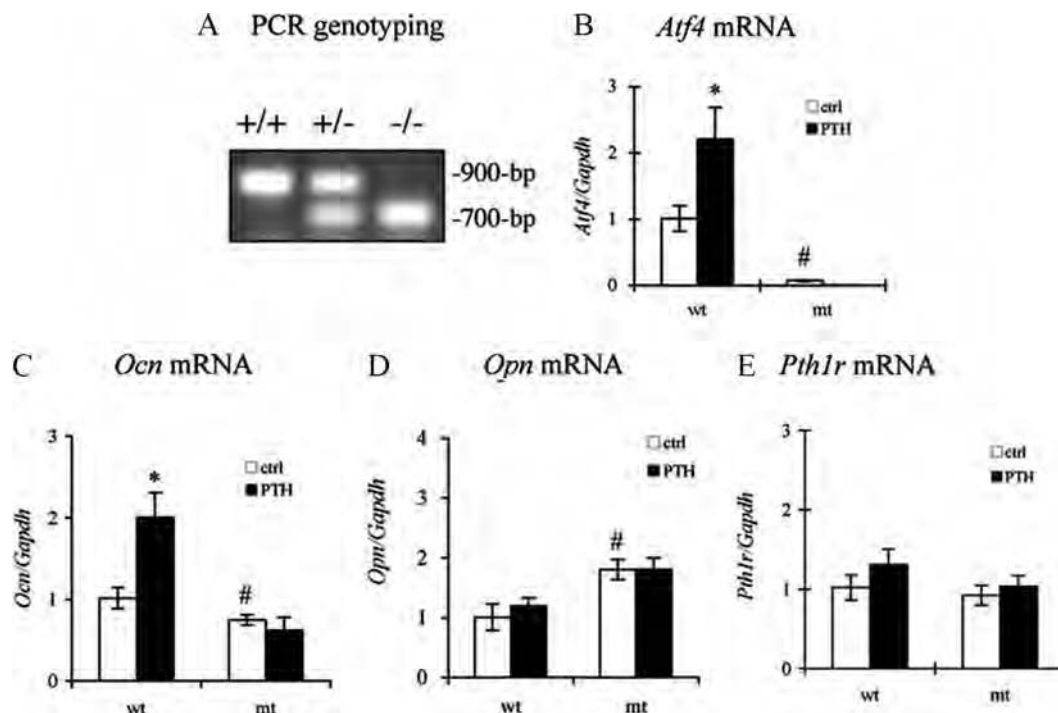 A PCR genotyping
+/+ +/- -/-
-900-bp
-700-bp
B Atf4 mRNA
Atf4/Gapdh
3
2
1
0
*
#
ctrl
PTH
wt mt
C Ocn mRNA
Ocn/Gapdh
3
2
1
0
*
#
ctrl
PTH
wt mt
D Opn mRNA
Opn/Gapdh
4
3
2
1
0
#
ctrl
PTH
wt mt
E Pth1r mRNA
Pth1r/Gapdh
3
2
1
0
ctrl
PTH
wt mt